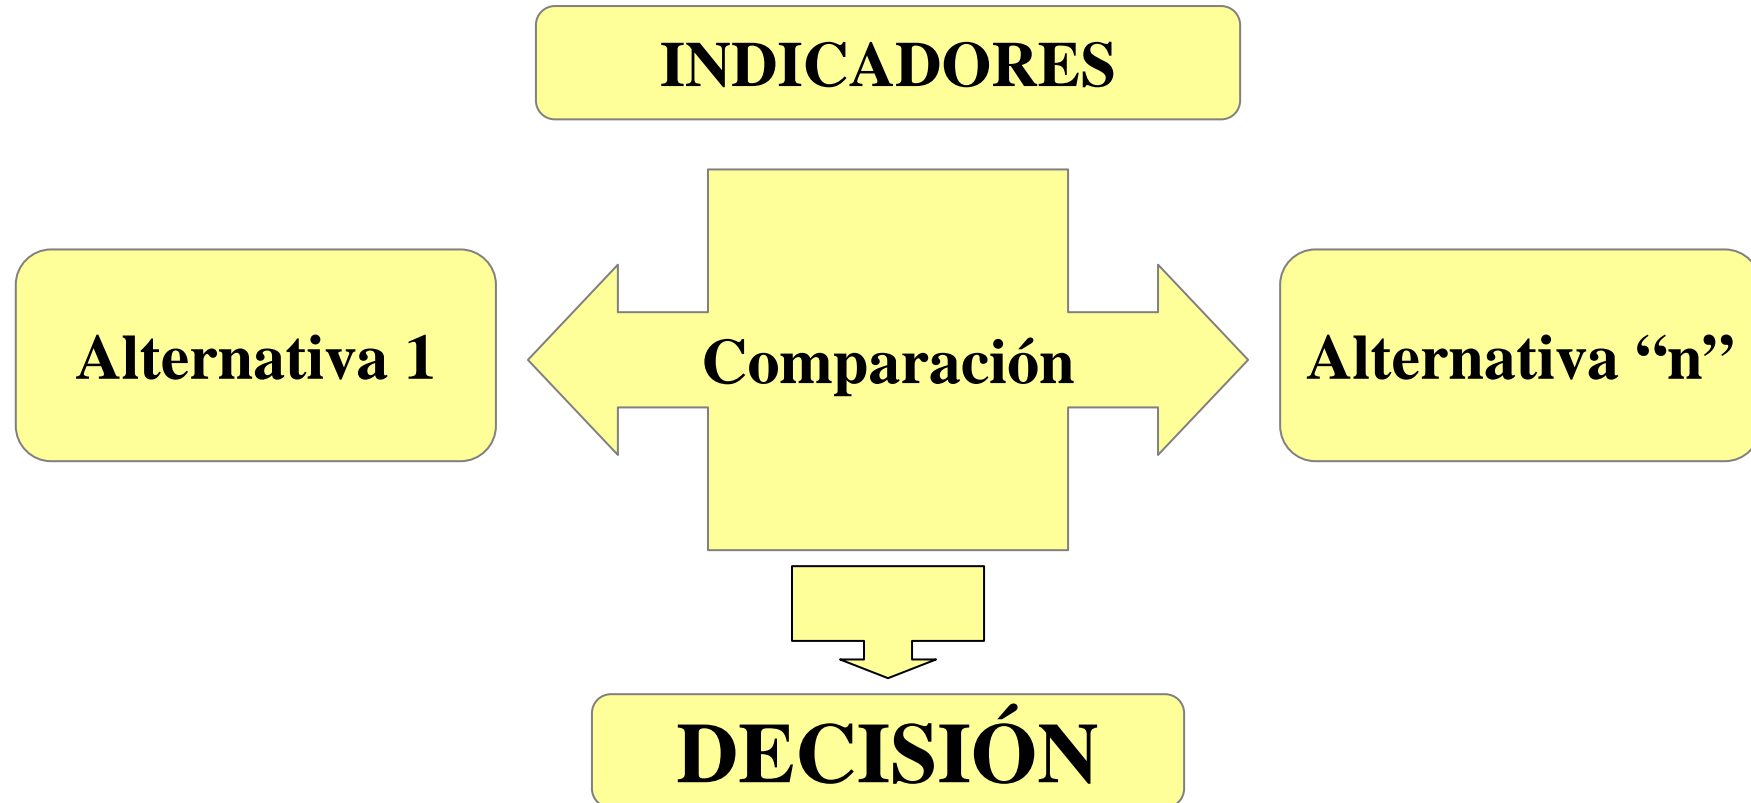 INDICADORES
Alternativa 1
Comparación
Alternativa “n”
DECISIÓN